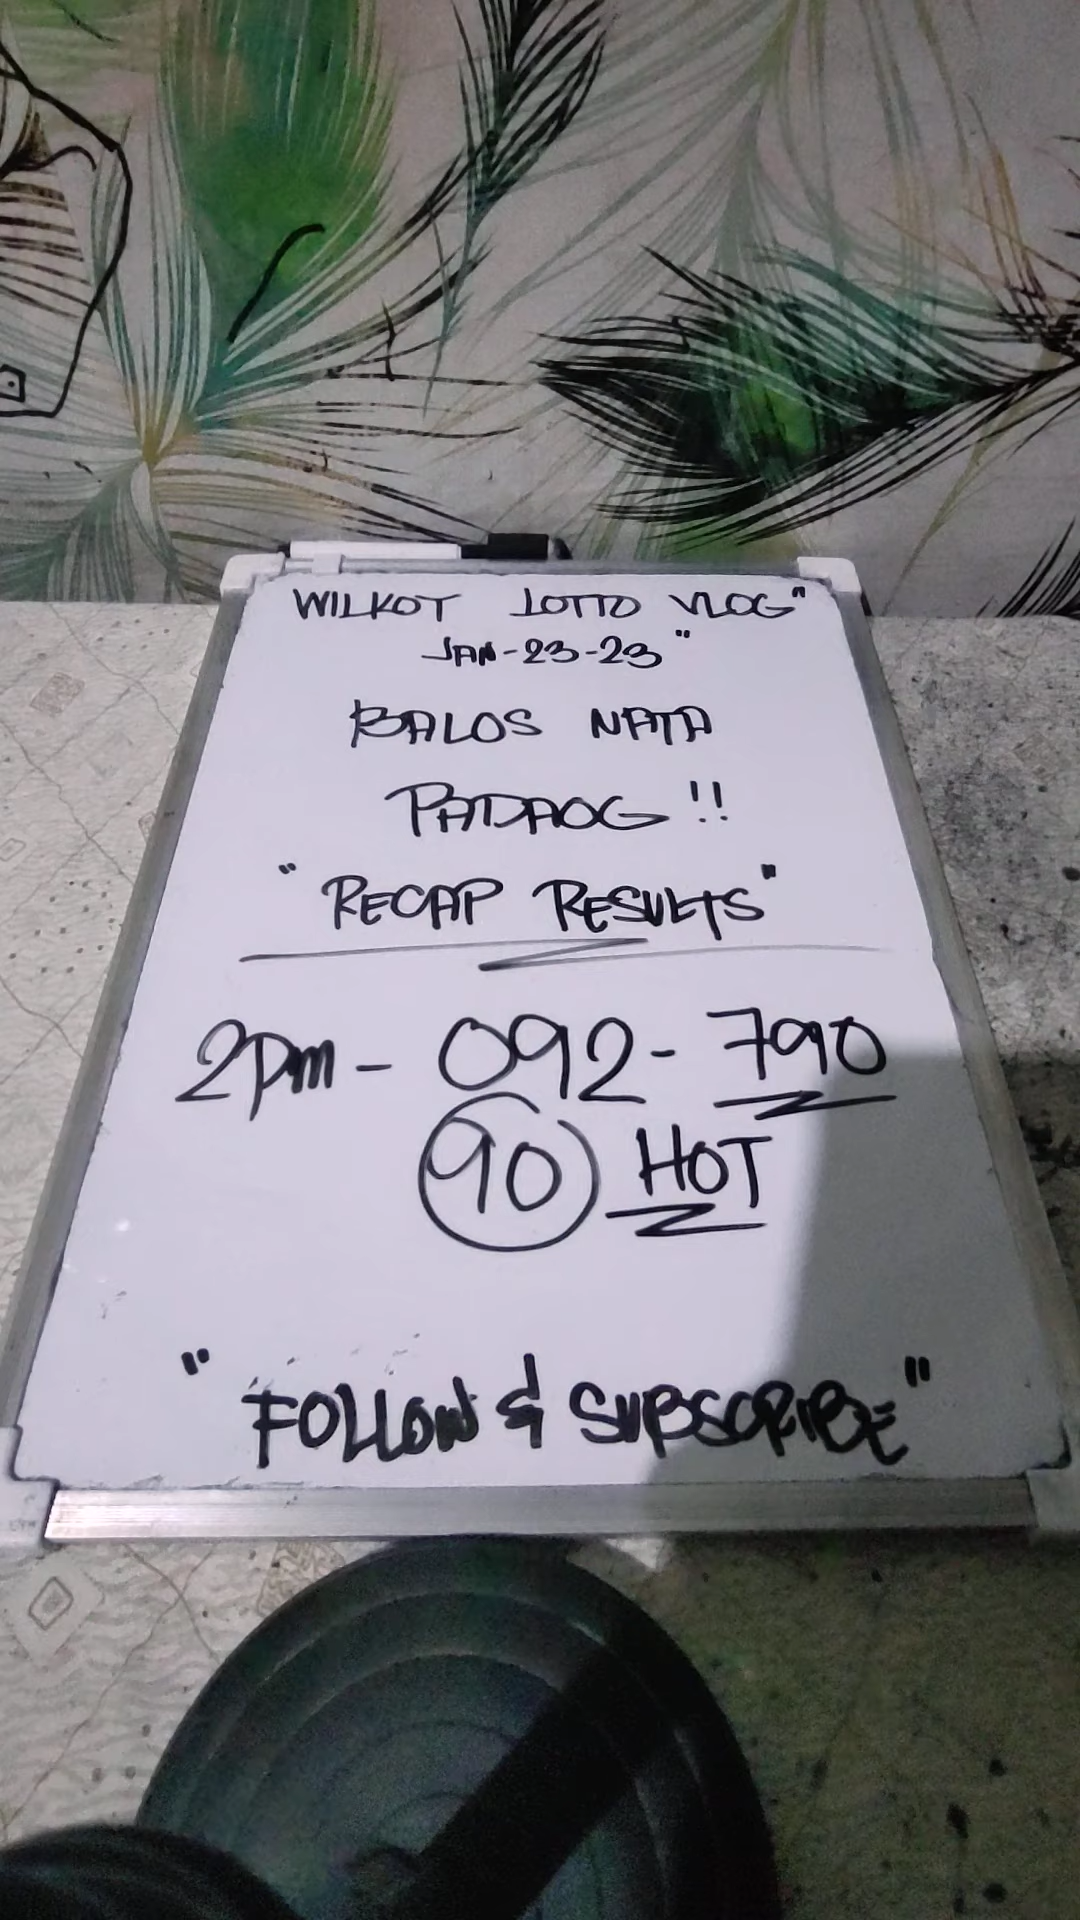 WILKOT LOTTO VLOG"
JAN-23-23"
BALOS NATA
PADAOG!!
"RECAP RESULTS"
2pm - 092 - 790
90 HOT
"FOLLOW & SUBSCRIBE"